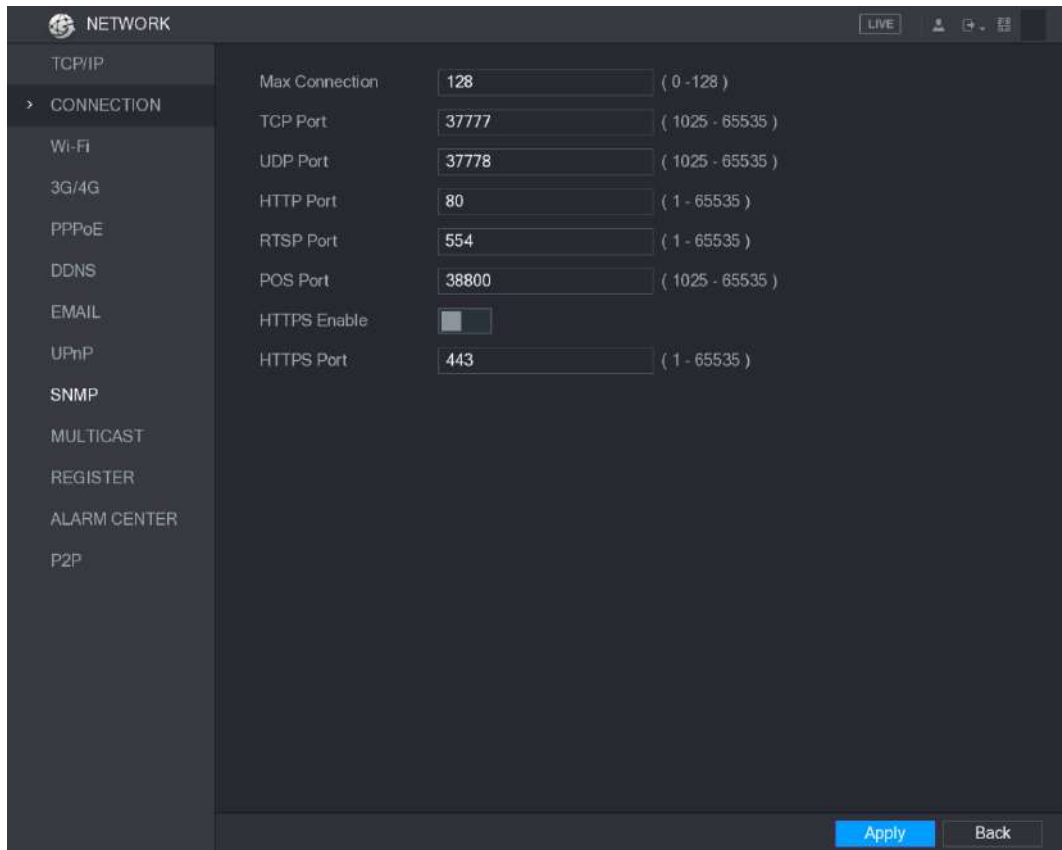 NETWORK
LIVE
TCP/IP
CONNECTION
Wi-Fi
3G/4G
PPPoE
DDNS
EMAIL
UPnP
SNMP
MULTICAST
REGISTER
ALARM CENTER
P2P
Max Connection 128 ( 0 -128 )
TCP Port 37777 ( 1025 - 65535 )
UDP Port 37778 ( 1025 - 65535 )
HTTP Port 80 ( 1 - 65535 )
RTSP Port 554 ( 1 - 65535 )
POS Port 38800 ( 1025 - 65535 )
HTTPS Enable
HTTPS Port 443 ( 1 - 65535 )
Apply Back